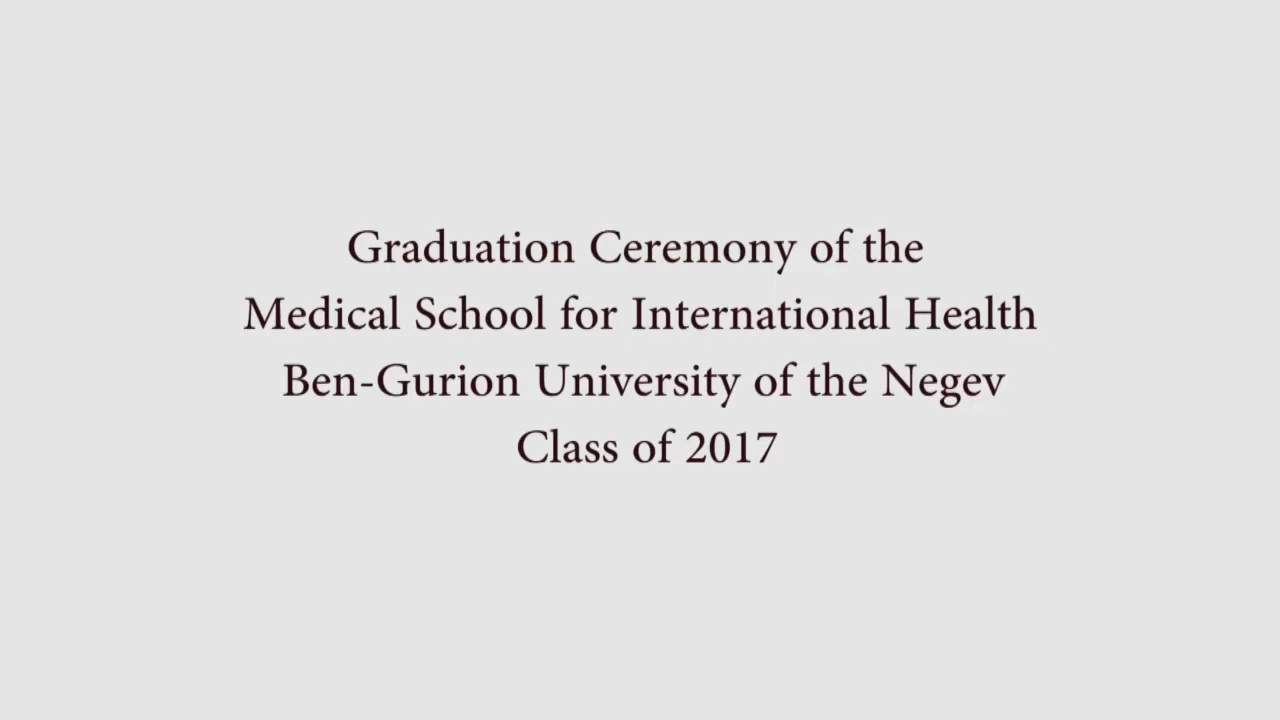 Graduation Ceremony of the
Medical School for International Health
Ben-Gurion University of the Negev
Class of 2017